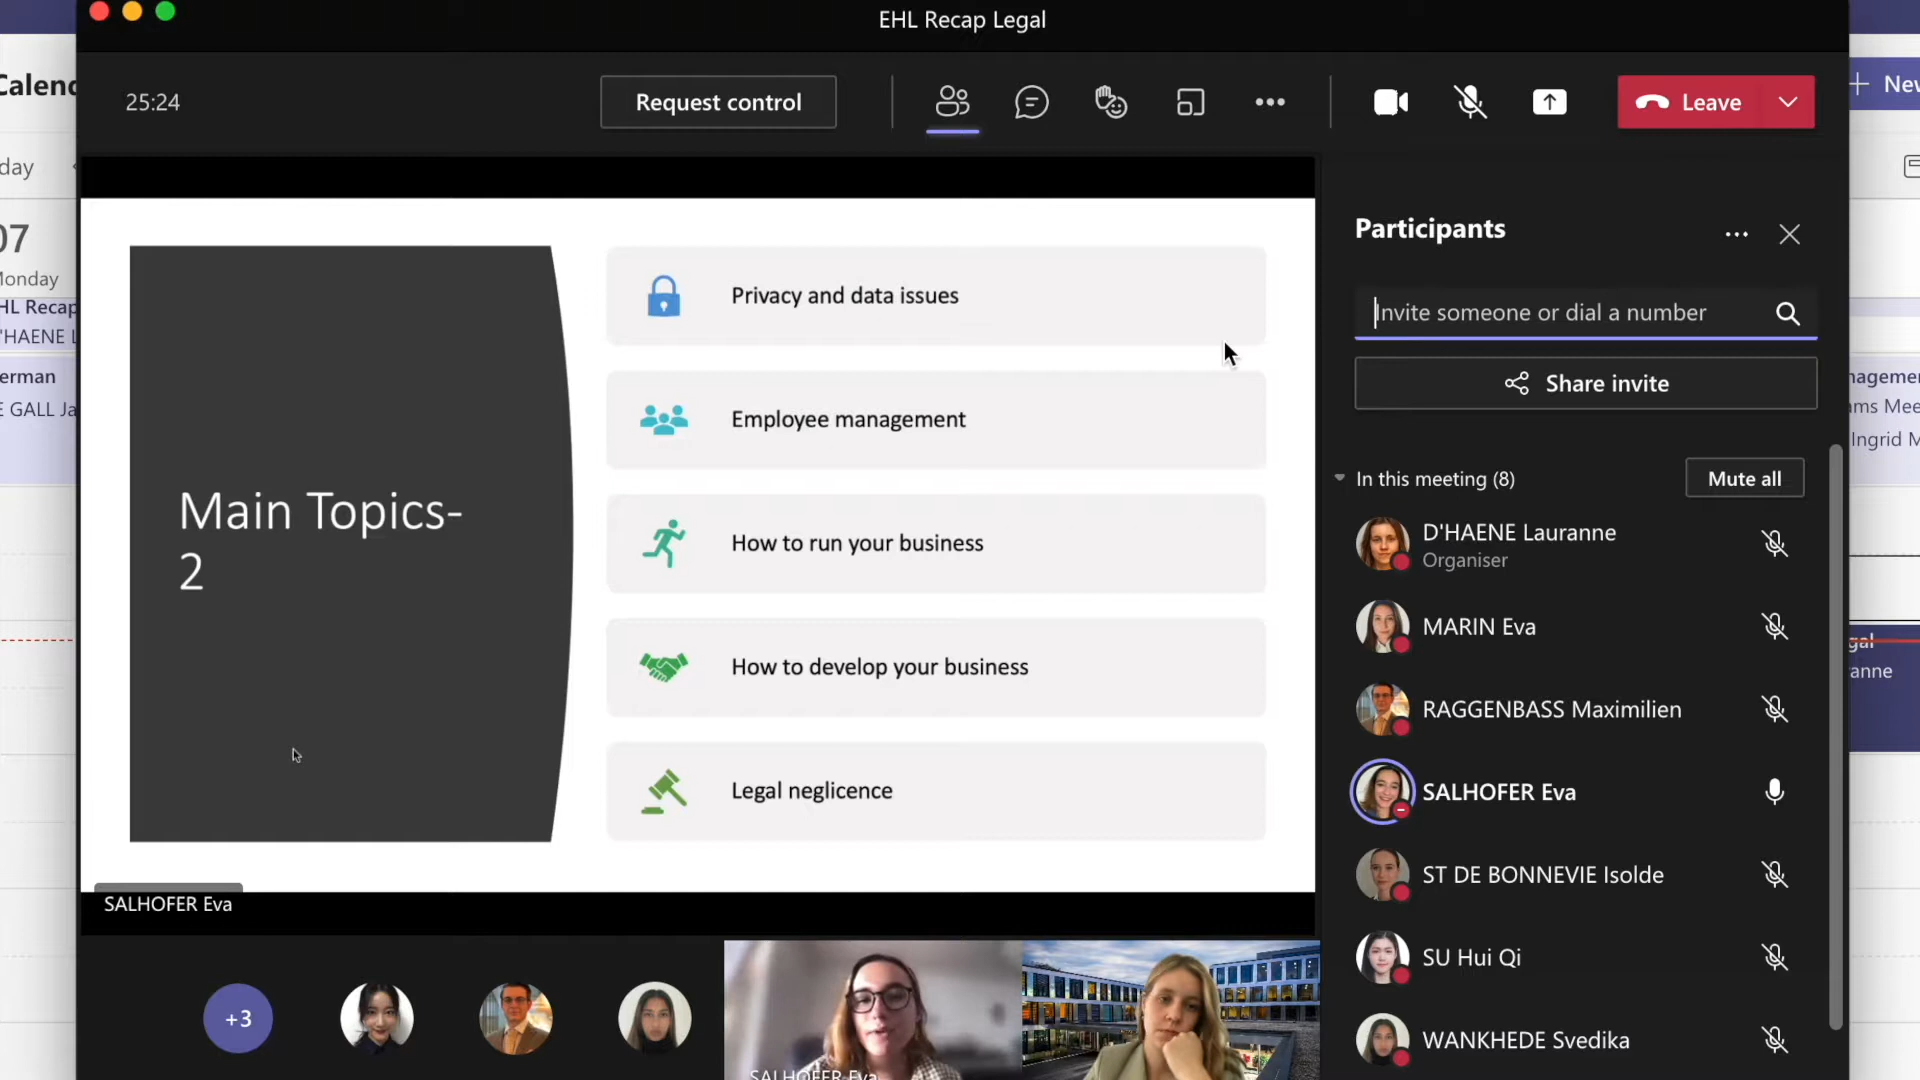 EHL Recap Legal
Calend
25:24
Request control
Leave
New
day
Participants
07
Monday
Invite someone or dial a number
HL Recap
'HAENE L
Privacy and data issues
Share invite
erman
E GALL Ja
Employee management
nagemen
ms Mee
Ingrid M
In this meeting (8)
Mute all
Main Topics-
2
How to run your business
D'HAENE Lauranne
Organiser
MARIN Eva
gal
anne
How to develop your business
RAGGENBASS Maximilien
Legal neglicence
SALHOFER Eva
ST DE BONNEVIE Isolde
SALHOFER Eva
SU Hui Qi
+3
WANKHEDE Svedika
SALHOFER Eva